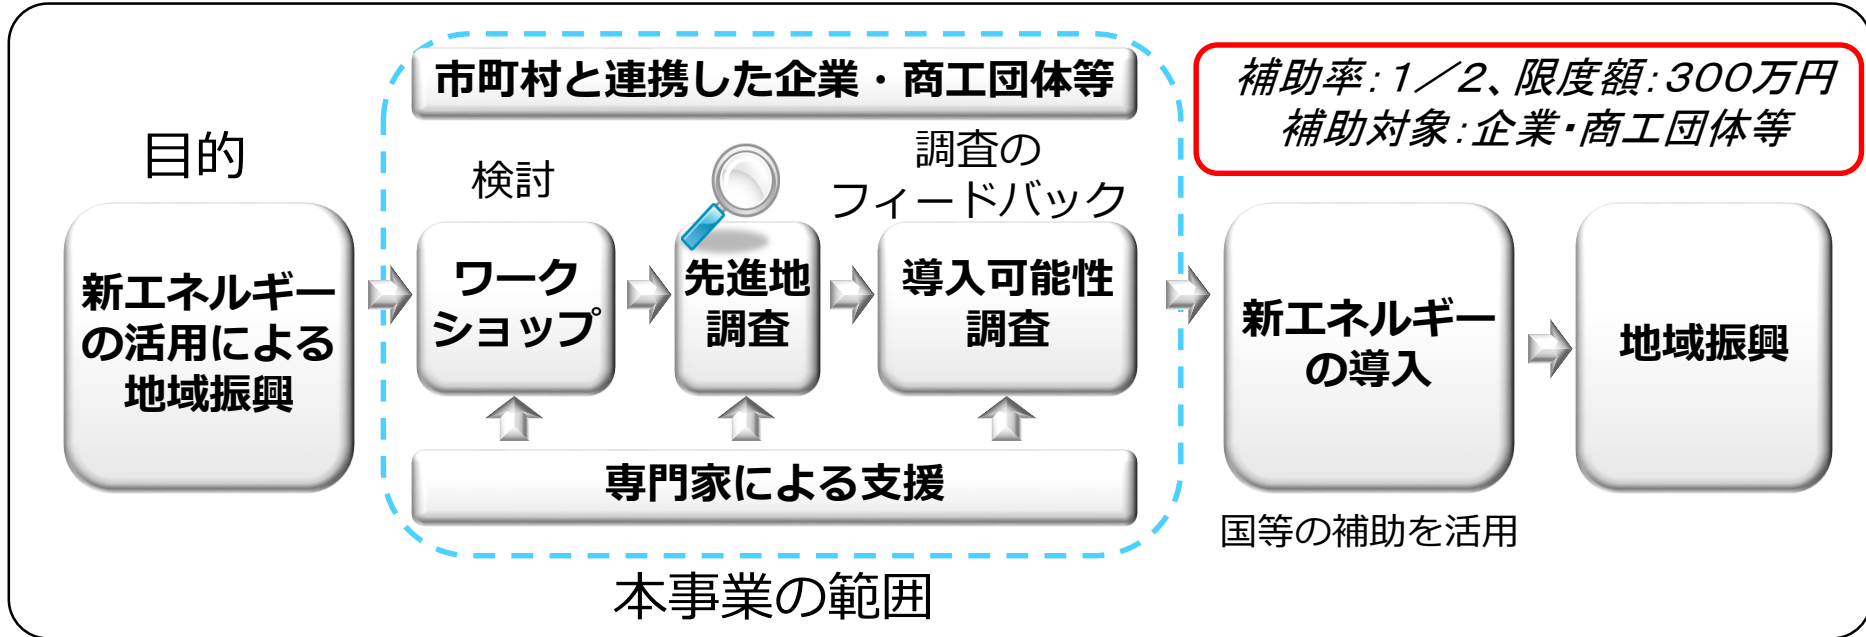 市町村と連携した企業・商工団体等
補助率:1/2、限度額:300万円
補助対象:企業・商工団体等
目的
検討
調査の
フィードバック
新エネルギー
の活用による
地域振興
ワーク
ショップ
先進地
調査
導入可能性
調査
新エネルギー
の導入
地域振興
専門家による支援
国等の補助を活用
本事業の範囲